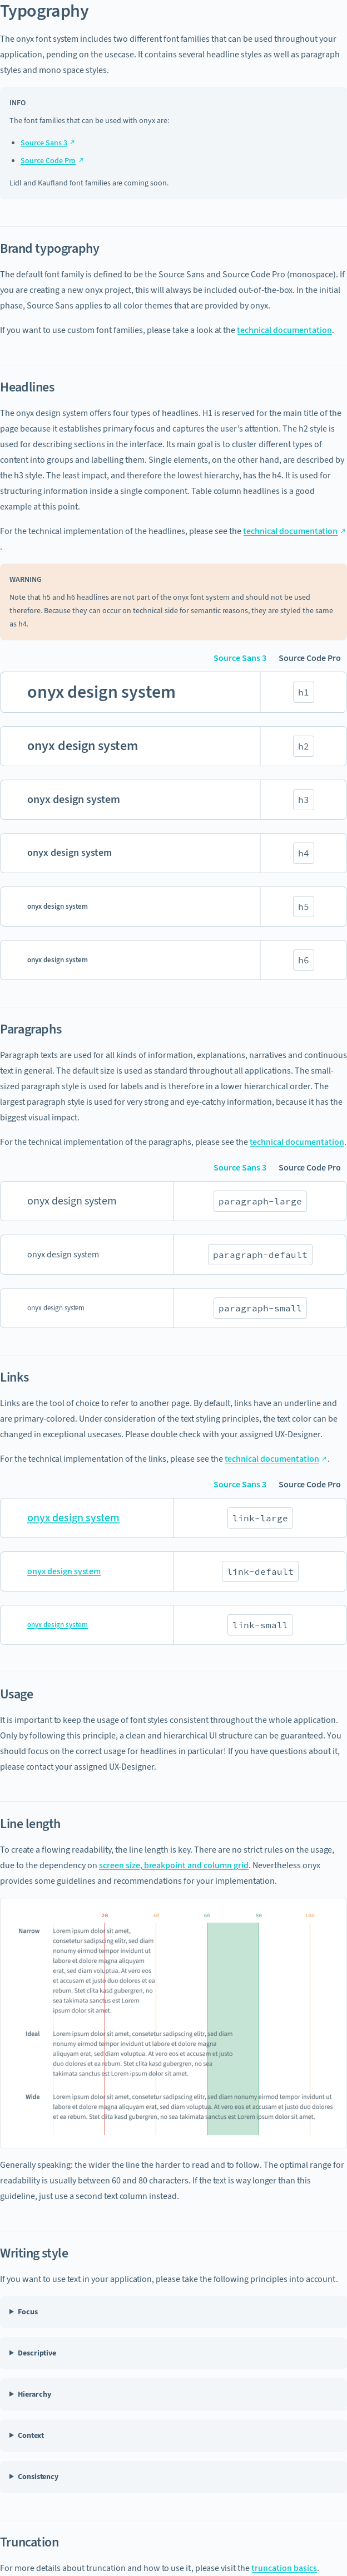 Typography
The onyx font system includes two different font families that can be used throughout your
application, pending on the usecase. It contains several headline styles as well as paragraph
styles and mono space styles.
INFO
The font families that can be used with onyx are:
• Source Sans 3 ↗
• Source Code Pro ↗
Lidl and Kaufland font families are coming soon.
Brand typography
The default font family is defined to be the Source Sans and Source Code Pro (monospace). If
you are creating a new onyx project, this will always be included out-of-the-box. In the initial
phase, Source Sans applies to all color themes that are provided by onyx.
If you want to use custom font families, please take a look at the technical documentation.
Headlines
The onyx design system offers four types of headlines. H1 is reserved for the main title of the
page because it establishes primary focus and captures the user’s attention. The h2 style is
used for describing sections in the interface. Its main goal is to cluster different types of
content into groups and labelling them. Single elements, on the other hand, are described by
the h3 style. The least impact, and therefore the lowest hierarchy, has the h4. It is used for
structuring information inside a single component. Table column headlines is a good
example at this point.
For the technical implementation of the headlines, please see the technical documentation ↗
.
WARNING
Note that h5 and h6 headlines are not part of the onyx font system and should not be used
therefore. Because they can occur on technical side for semantic reasons, they are styled the same
as h4.
Source Sans 3 Source Code Pro
onyx design system h1
onyx design system h2
onyx design system h3
onyx design system h4
onyx design system h5
onyx design system h6
Paragraphs
Paragraph texts are used for all kinds of information, explanations, narratives and continuous
text in general. The default size is used as standard throughout all applications. The small-
sized paragraph style is used for labels and is therefore in a lower hierarchical order. The
largest paragraph style is used for very strong and eye-catchy information, because it has the
biggest visual impact.
For the technical implementation of the paragraphs, please see the technical documentation.
Source Sans 3 Source Code Pro
onyx design system paragraph-large
onyx design system paragraph-default
onyx design system paragraph-small
Links
Links are the tool of choice to refer to another page. By default, links have an underline and
are primary-colored. Under consideration of the text styling principles, the text color can be
changed in exceptional usecases. Please double check with your assigned UX-Designer.
For the technical implementation of the links, please see the technical documentation ↗.
Source Sans 3 Source Code Pro
onyx design system link-large
onyx design system link-default
onyx design system link-small
Usage
It is important to keep the usage of font styles consistent throughout the whole application.
Only by following this principle, a clean and hierarchical UI structure can be guaranteed. You
should focus on the correct usage for headlines in particular! If you have questions about it,
please contact your assigned UX-Designer.
Line length
To create a flowing readability, the line length is key. There are no strict rules on the usage,
due to the dependency on screen size, breakpoint and column grid. Nevertheless onyx
provides some guidelines and recommendations for your implementation.
20 40 60 80 100
Narrow Lorem ipsum dolor sit amet,
consetetur sadipscing elitr, sed diam
nonumy eirmod tempor invidunt ut
labore et dolore magna aliquyam
erat, sed diam voluptua. At vero eos
et accusam et justo duo dolores et ea
rebum. Stet clita kasd gubergren, no
sea takimata sanctus est Lorem
ipsum dolor sit amet.
Ideal Lorem ipsum dolor sit amet, consetetur sadipscing elitr, sed diam
nonumy eirmod tempor invidunt ut labore et dolore magna
aliquyam erat, sed diam voluptua. At vero eos et accusam et justo
duo dolores et ea rebum. Stet clita kasd gubergren, no sea
takimata sanctus est Lorem ipsum dolor sit amet.
Wide Lorem ipsum dolor sit amet, consetetur sadipscing elitr, sed diam nonumy eirmod tempor invidunt ut
labore et dolore magna aliquyam erat, sed diam voluptua. At vero eos et accusam et justo duo dolores
et ea rebum. Stet clita kasd gubergren, no sea takimata sanctus est Lorem ipsum dolor sit amet.
Generally speaking: the wider the line the harder to read and to follow. The optimal range for
readability is usually between 60 and 80 characters. If the text is way longer than this
guideline, just use a second text column instead.
Writing style
If you want to use text in your application, please take the following principles into account.
▶ Focus
▶ Descriptive
▶ Hierarchy
▶ Context
▶ Consistency
Truncation
For more details about truncation and how to use it, please visit the truncation basics.